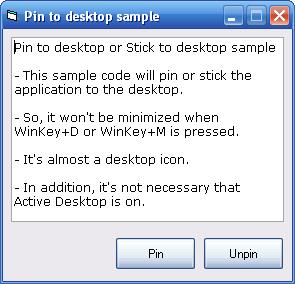 Pin to desktop sample
Pin to desktop or Stick to desktop sample
- This sample code will pin or stick the
application to the desktop.
- So, it won't be minimized when
WinKey+D or WinKey+M is pressed.
- It's almost a desktop icon.
- In addition, it's not necessary that
Active Desktop is on.
Pin
Unpin